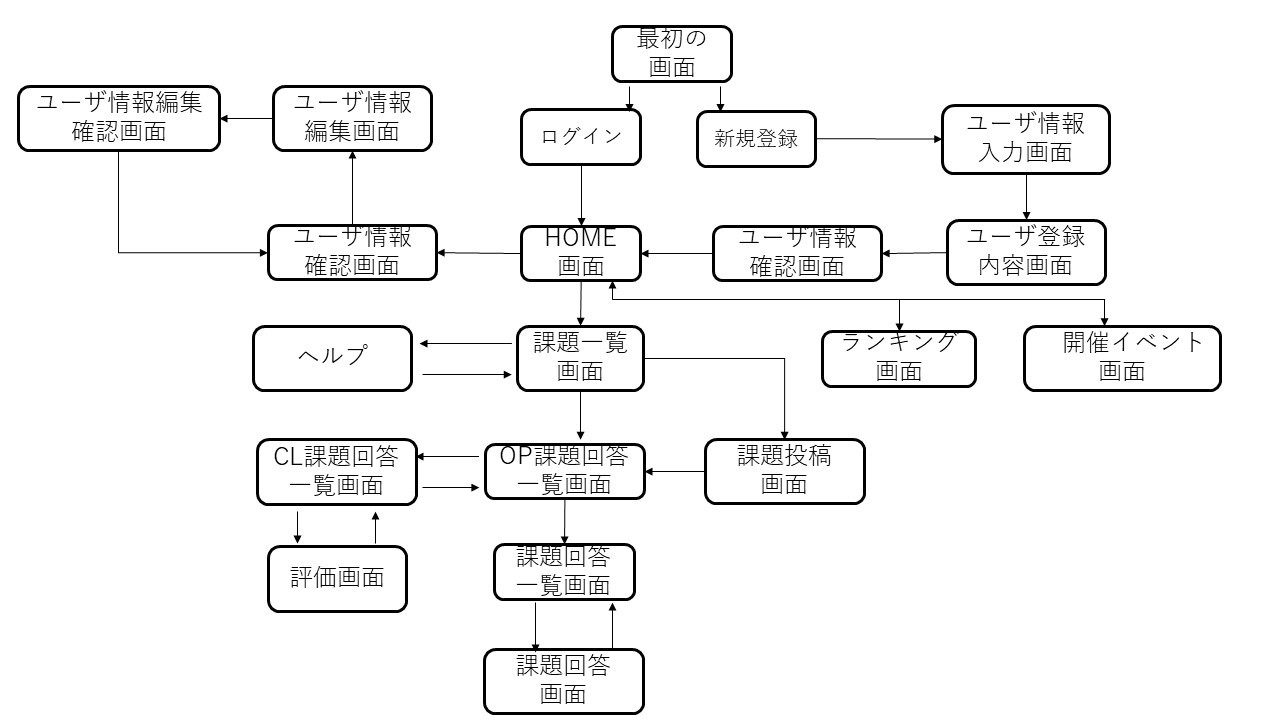 最初の
画面
ユーザ情報編集
確認画面
ユーザ情報
編集画面
ログイン
新規登録
ユーザ情報
入力画面
ユーザ情報
確認画面
HOME
画面
ユーザ情報
確認画面
ユーザ登録
内容画面
ヘルプ
課題一覧
画面
ランキング
画面
開催イベント
画面
CL課題回答
一覧画面
OP課題回答
一覧画面
課題投稿
画面
評価画面
課題回答
一覧画面
課題回答
画面